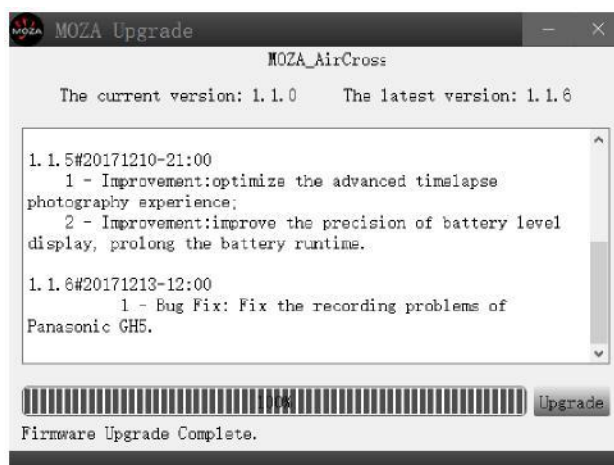 MOZA
MOZA Upgrade
MOZA_AirCross
The current version: 1.1.0 The latest version: 1.1.6
1.1.5#20171210-21:00
1 - Improvement:optimize the advanced timelapse
photography experience;
2 - Improvement:improve the precision of battery level
display, prolong the battery runtime.
1.1.6#20171213-12:00
1 - Bug Fix: Fix the recording problems of
Panasonic GH5.
100%
Upgrade
Firmware Upgrade Complete.